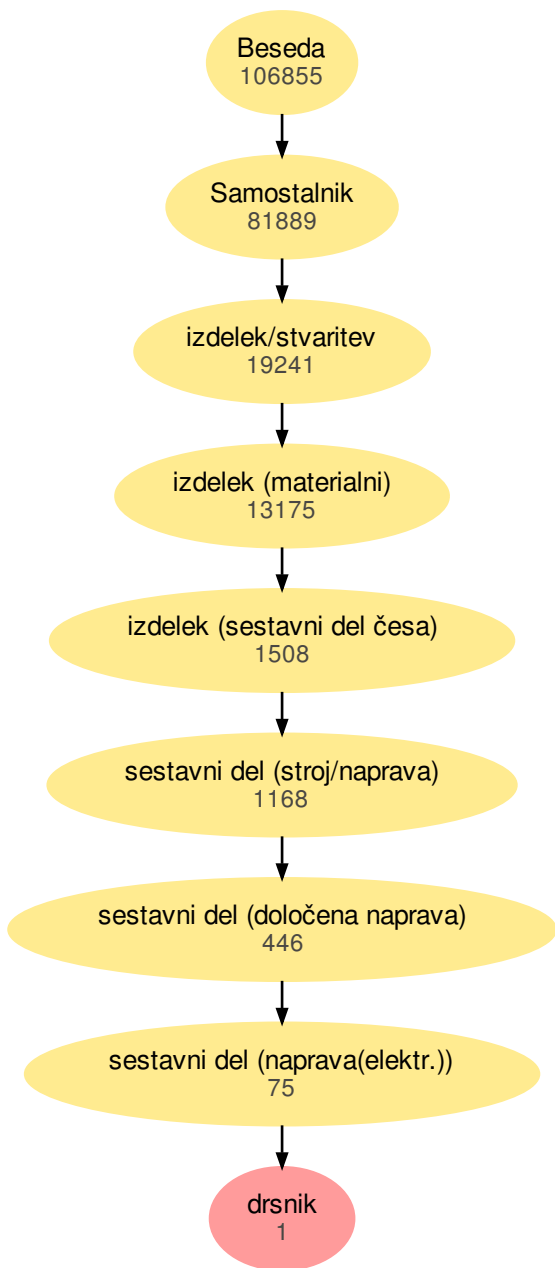 Beseda
106855
Samostalnik
81889
izdelek/stvaritev
19241
izdelek (materialni)
13175
izdelek (sestavni del česa)
1508
sestavni del (stroj/naprava)
1168
sestavni del (določena naprava)
446
sestavni del (naprava(elektr.))
75
drsnik
1